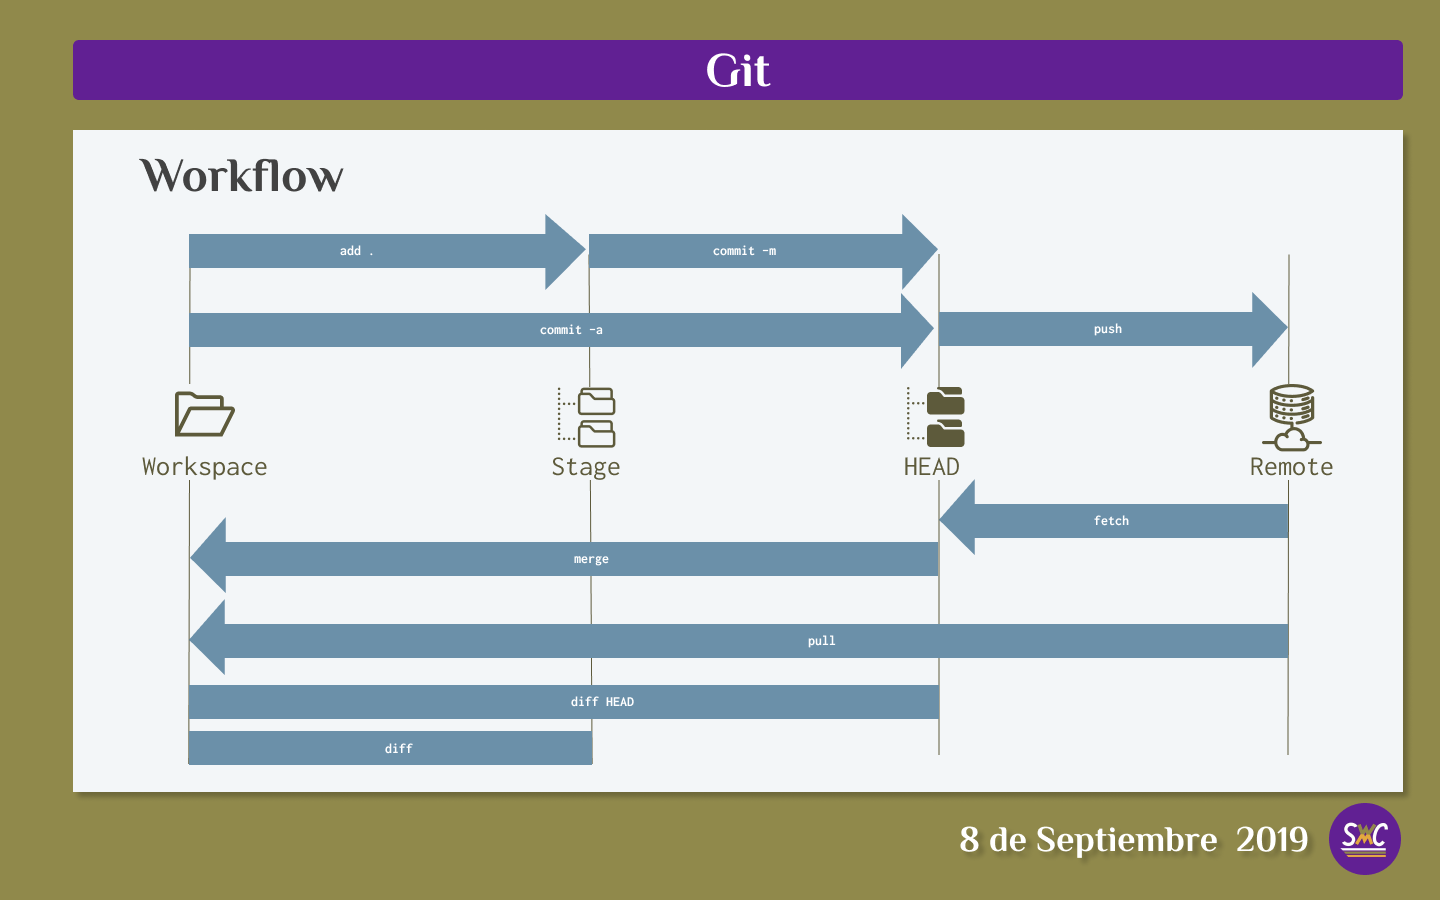 Git
Workflow
add .
commit -m
commit -a
push
Workspace
Stage
HEAD
Remote
fetch
merge
pull
diff HEAD
diff
8 de Septiembre 2019
SMC